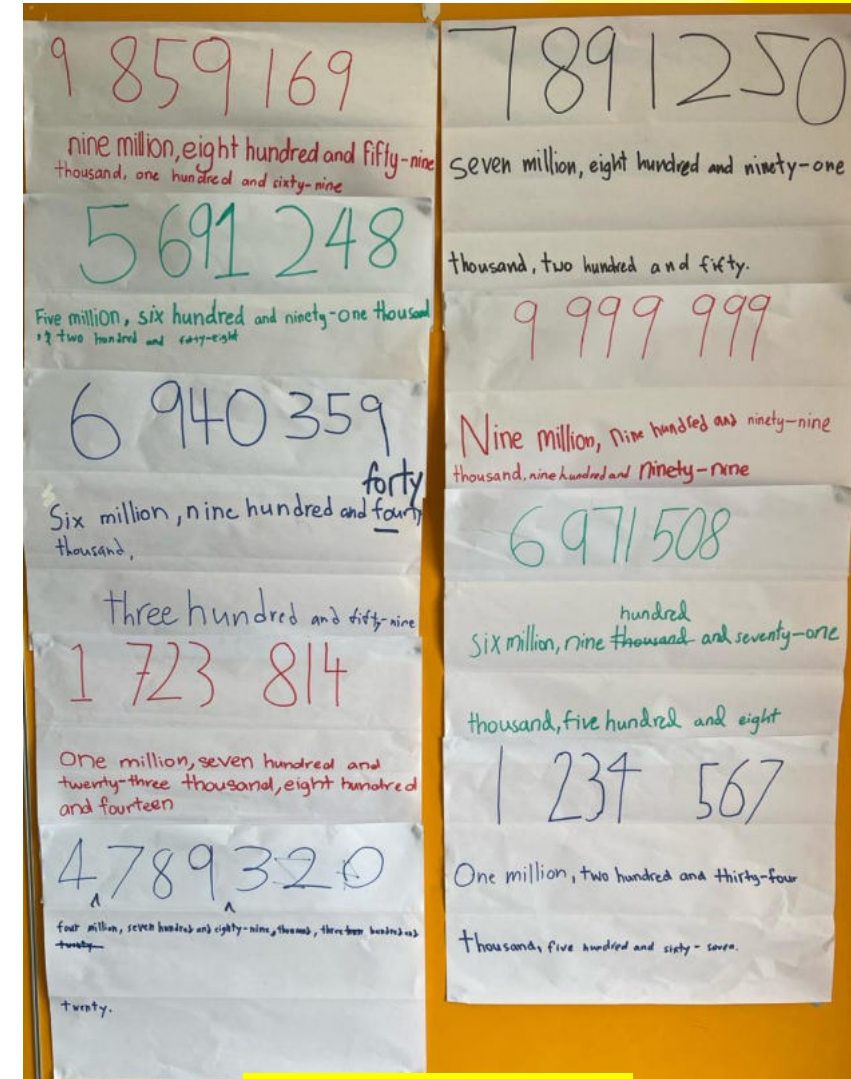 9 859 169
nine million, eight hundred and fifty-nine
thousand, one hundred and sixty-nine
5 691 248
Five million, six hundred and ninety-one thousand
two hundred and forty-eight
6 940 359
forty
Six million, nine hundred and fourty
thousand,
three hundred and fifty-nine
1 723 814
One million, seven hundred and
twenty-three thousand, eight hundred
and fourteen
4 789 320
four million, seven hundred and eighty-nine, thousand, three hundred and
twenty
twenty.
7891250
seven million, eight hundred and ninety-one
thousand, two hundred and fifty.
9 999 999
Nine million, nine hundred and ninety-nine
thousand, nine hundred and ninety-nine
6 971 508
hundred
six million, nine thousand and seventy-one
thousand, five hundred and eight
1 234 567
One million, two hundred and thirty-four
thousand, five hundred and sixty-seven.